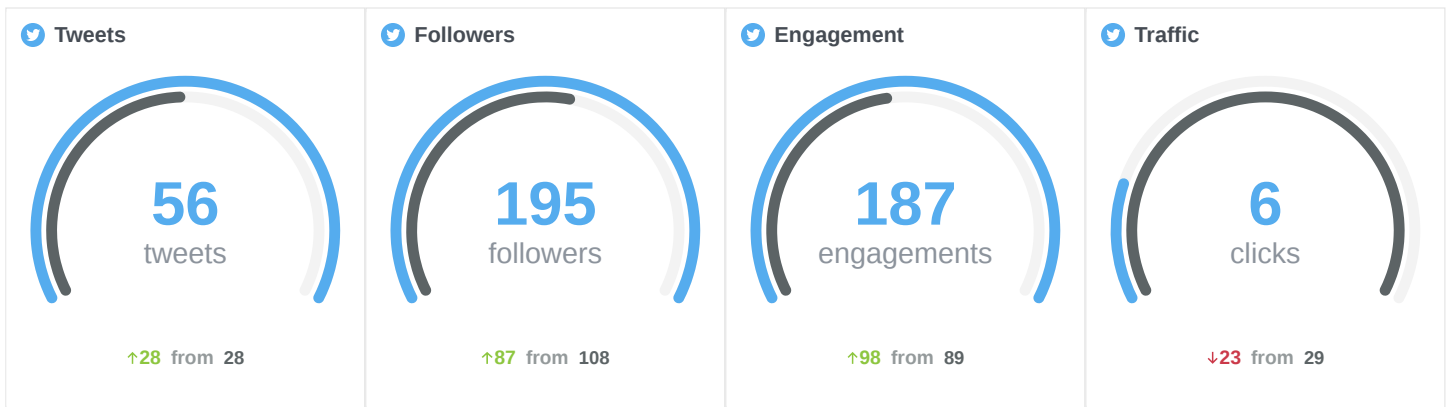 Tweets
56
tweets
↑28 from 28
Followers
195
followers
↑87 from 108
Engagement
187
engagements
↑98 from 89
Traffic
6
clicks
↓23 from 29